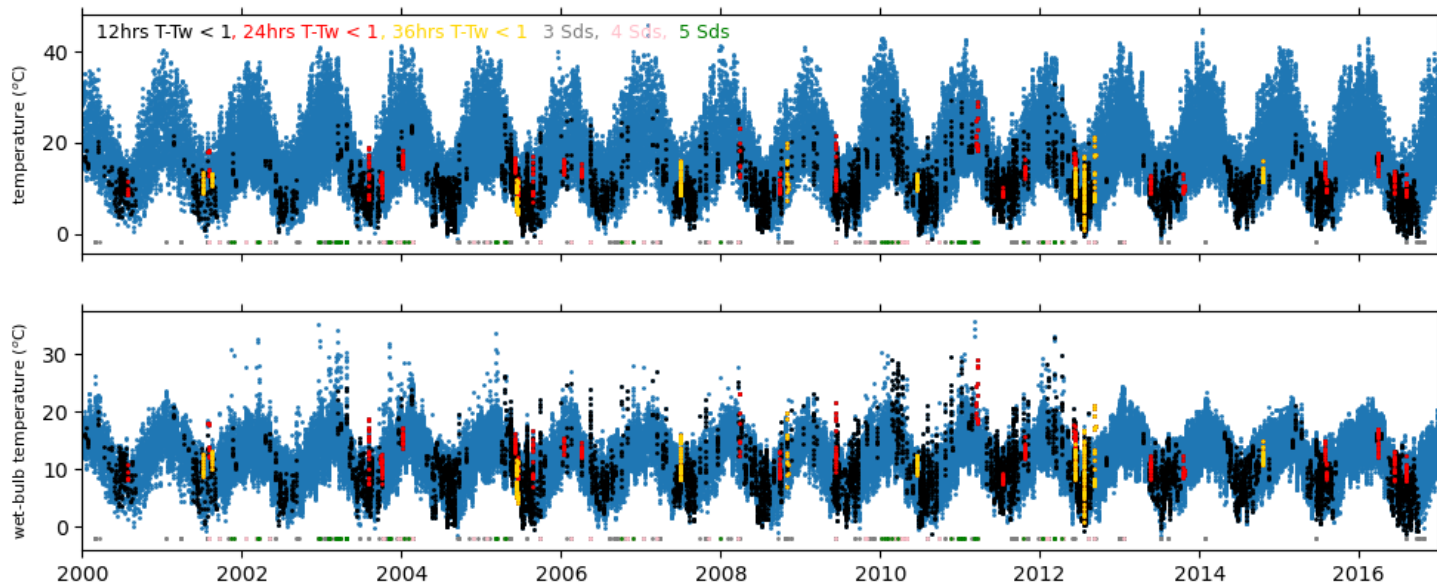 12hrs T-Tw < 1, 24hrs T-Tw < 1, 36hrs T-Tw < 1 3 Sds, 4 Sds, 5 Sds
temperature (°C)
40
20
0
wet-bulb temperature (°C)
30
20
10
0
2000 2002 2004 2006 2008 2010 2012 2014 2016